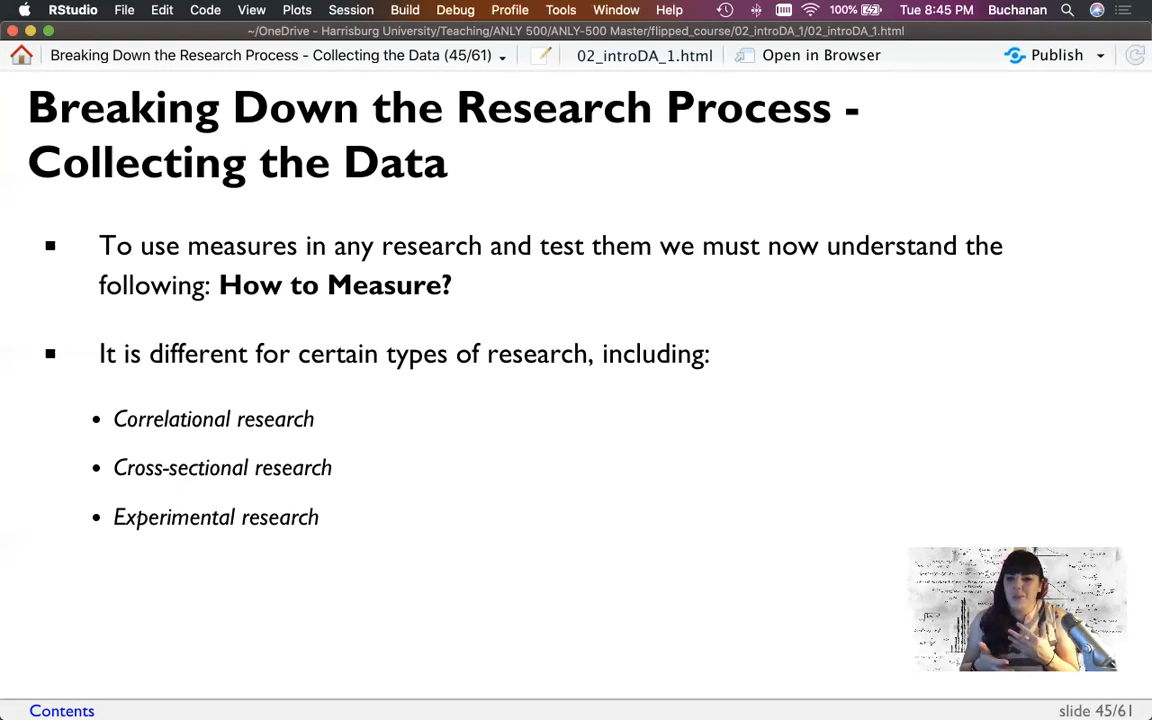 RStudio File Edit Code View Plots Session Build Debug Profile Tools Window Help 100% Tue 8:45 PM Buchanan
~/OneDrive - Harrisburg University/Teaching/ANLY 500/ANLY-500 Master/flipped_course/02_introDA_1/02_introDA_1.html
Breaking Down the Research Process - Collecting the Data (45/61) 02_introDA_1.html Open in Browser Publish
Breaking Down the Research Process -
Collecting the Data
▪ To use measures in any research and test them we must now understand the
following: How to Measure?
▪ It is different for certain types of research, including:
• Correlational research
• Cross-sectional research
• Experimental research
Contents slide 45/61